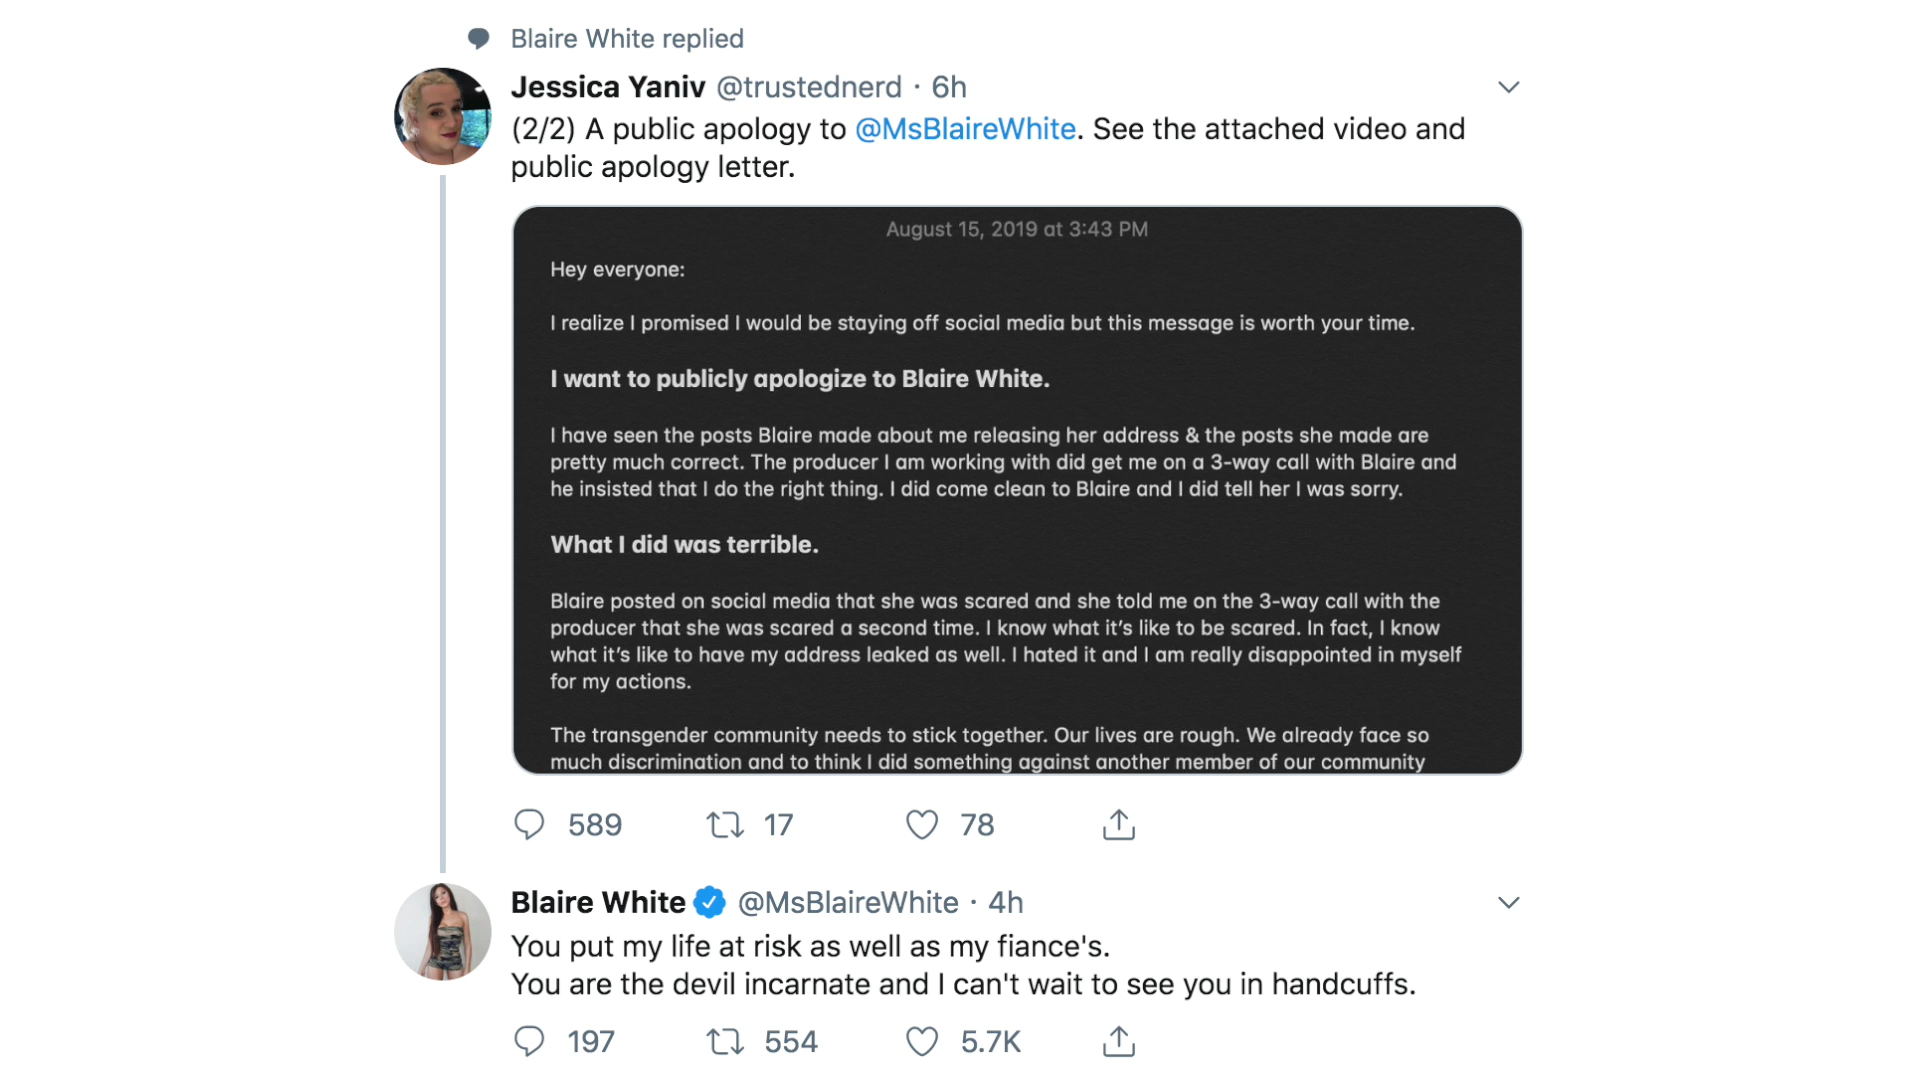 Blaire White replied
Jessica Yaniv @trustednerd · 6h
(2/2) A public apology to @MsBlaireWhite. See the attached video and
public apology letter.
August 15, 2019 at 3:43 PM
Hey everyone:
I realize I promised I would be staying off social media but this message is worth your time.
I want to publicly apologize to Blaire White.
I have seen the posts Blaire made about me releasing her address & the posts she made are
pretty much correct. The producer I am working with did get me on a 3-way call with Blaire and
he insisted that I do the right thing. I did come clean to Blaire and I did tell her I was sorry.
What I did was terrible.
Blaire posted on social media that she was scared and she told me on the 3-way call with the
producer that she was scared a second time. I know what it’s like to be scared. In fact, I know
what it’s like to have my address leaked as well. I hated it and I am really disappointed in myself
for my actions.
The transgender community needs to stick together. Our lives are rough. We already face so
much discrimination and to think I did something against another member of our community
589 17 78
Blaire White @MsBlaireWhite · 4h
You put my life at risk as well as my fiance's.
You are the devil incarnate and I can't wait to see you in handcuffs.
197 554 5.7K